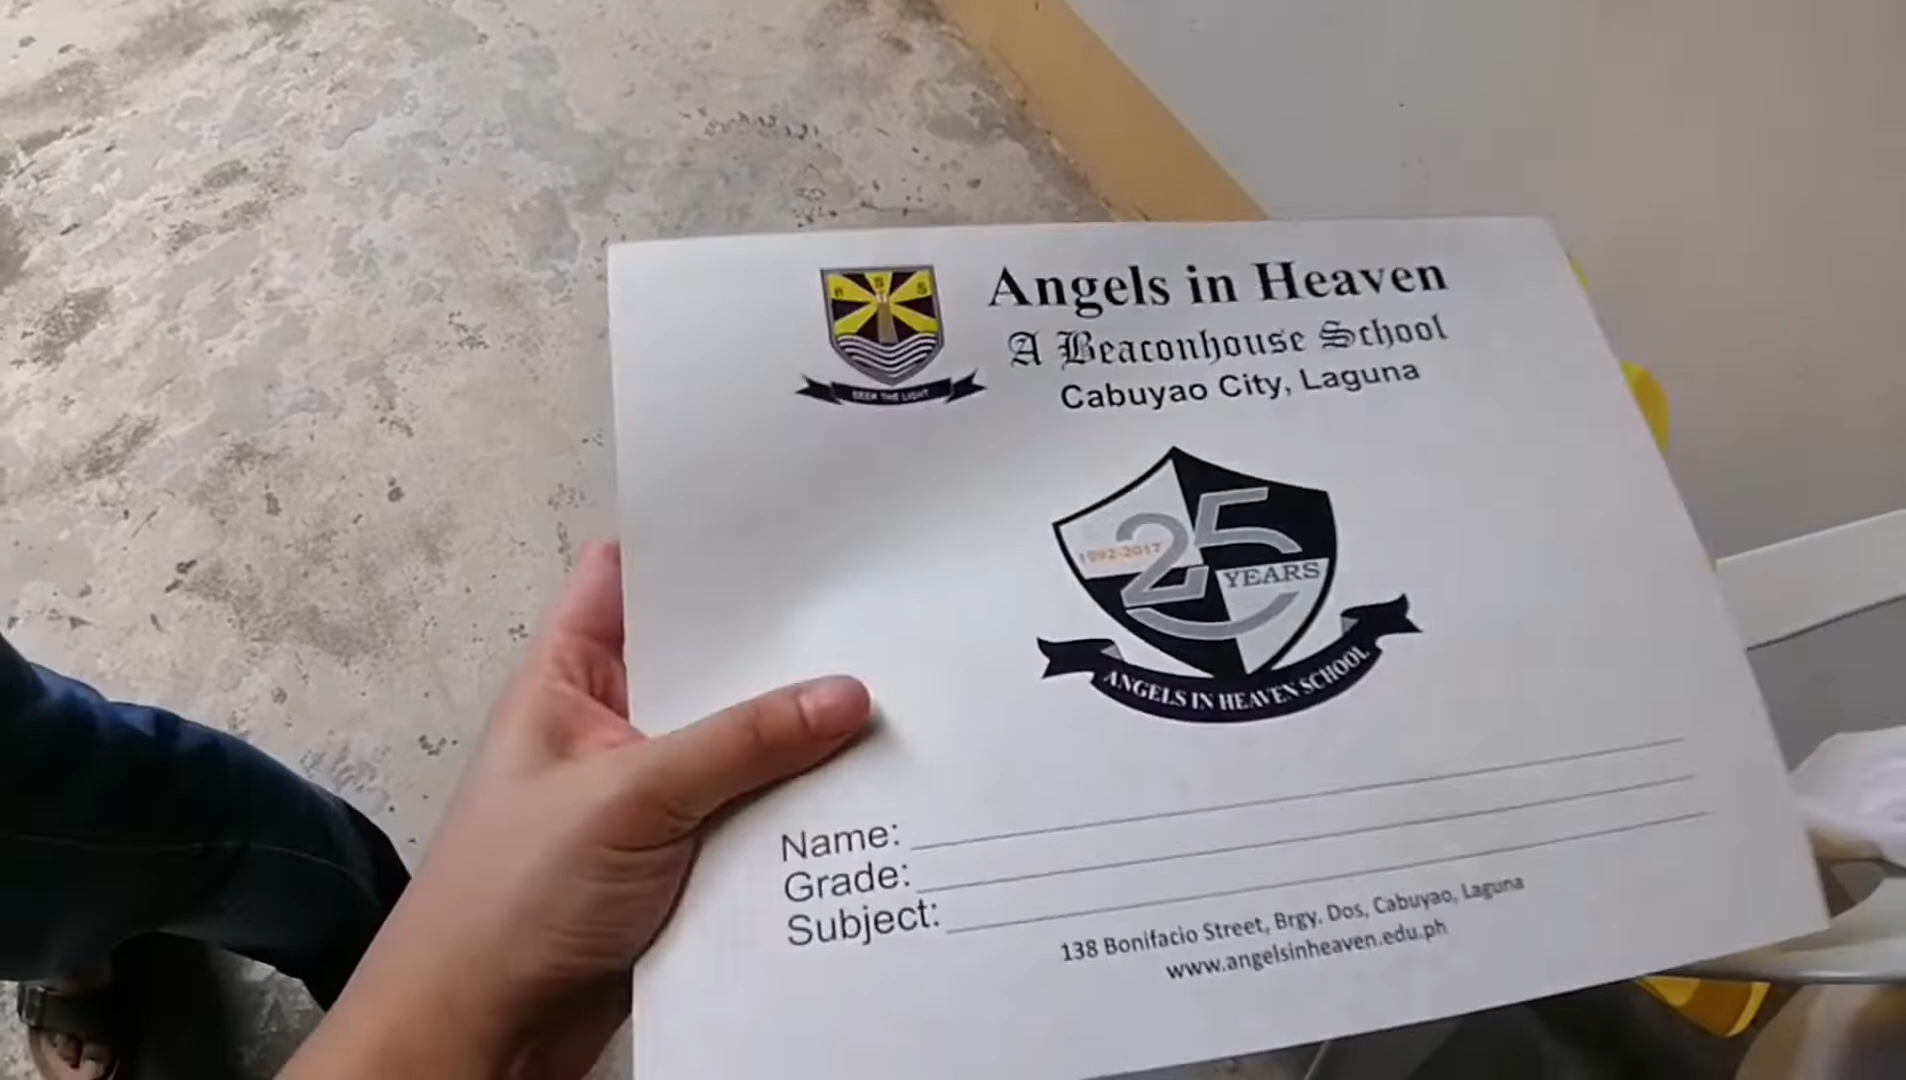 B S S
SEEK THE LIGHT
Angels in Heaven
A Beaconhouse School
Cabuyao City, Laguna
25
1992-2017
YEARS
ANGELS IN HEAVEN SCHOOL
Name:
Grade:
Subject:
138 Bonifacio Street, Brgy. Dos, Cabuyao, Laguna
www.angelsinheaven.edu.ph